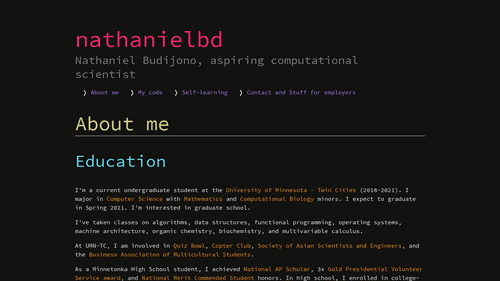 nathanielbd
Nathaniel Budijono, aspiring computational
scientist
❯ About me ❯ My code ❯ Self-learning ❯ Contact and Stuff for employers
About me
Education
I'm a current undergraduate student at the University of Minnesota - Twin Cities (2018-2021). I
major in Computer Science with Mathematics and Computational Biology minors. I expect to graduate
in Spring 2021. I'm interested in graduate school.
I've taken classes on algorithms, data structures, functional programming, operating systems,
machine architecture, organic chemistry, biochemistry, and multivariable calculus.
At UMN-TC, I am involved in Quiz Bowl, Copter Club, Society of Asian Scientists and Engineers, and
the Business Association of Multicultural Students.
As a Minnetonka High School student, I achieved National AP Scholar, 3x Gold Presidential Volunteer
Service award, and National Merit Commended Student honors. In high school, I enrolled in college-